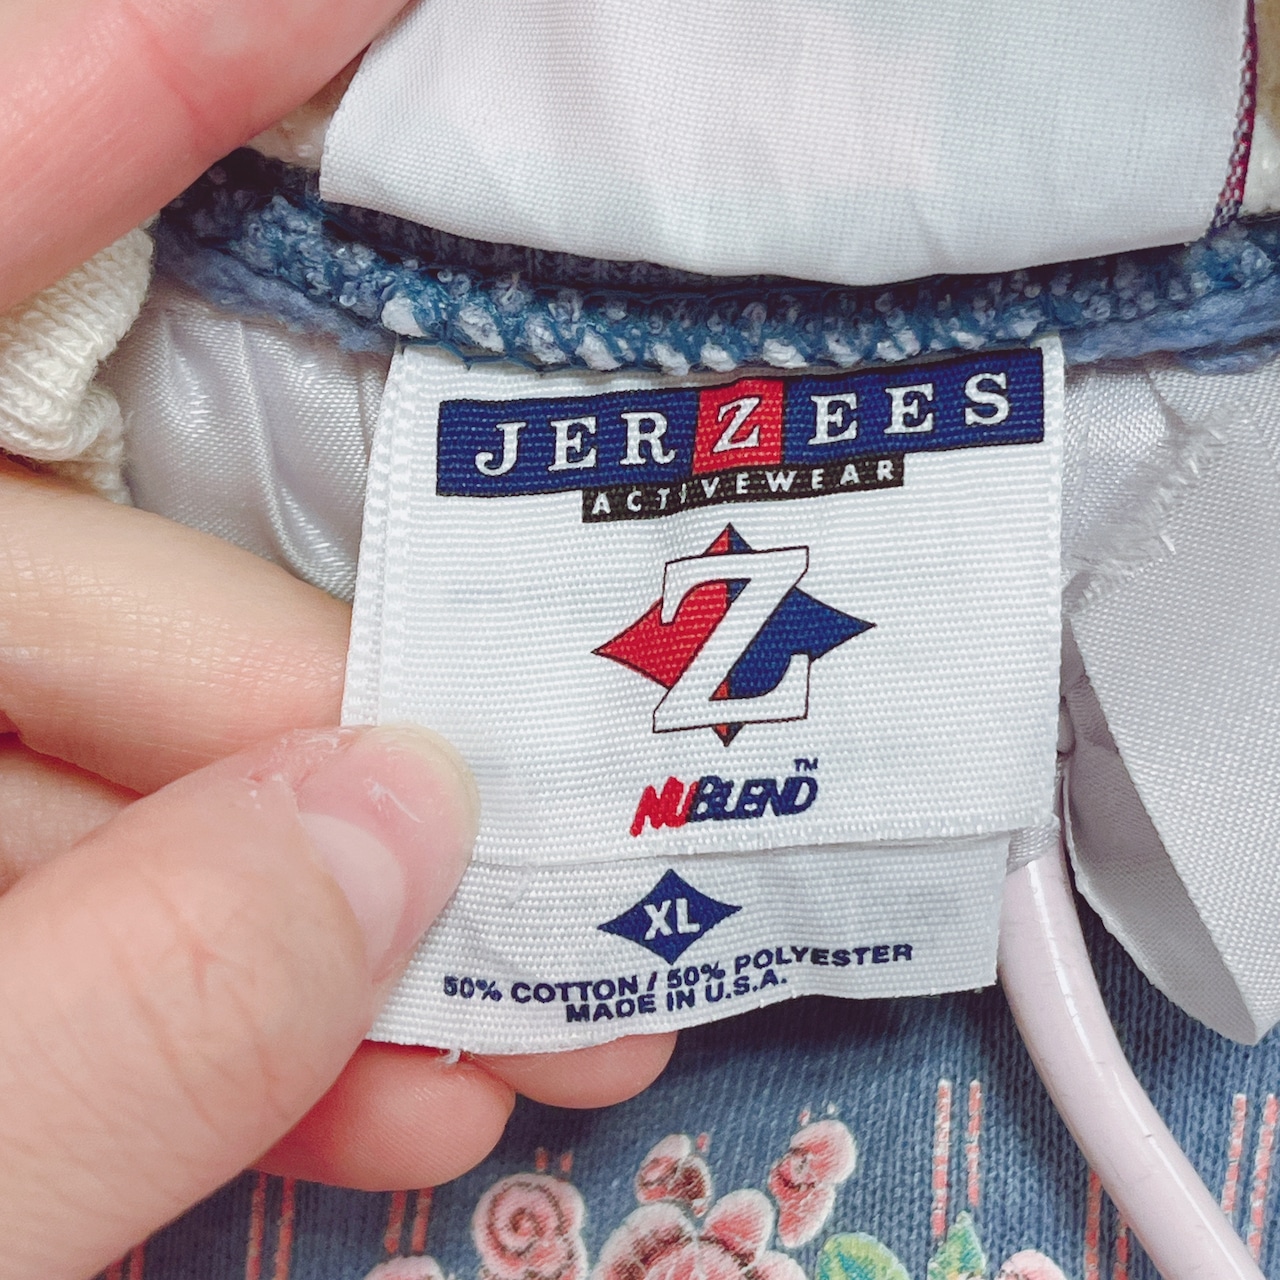 JERZEES
ACTIVEWEAR
Z
NUBLEND™
XL
50% COTTON / 50% POLYESTER
MADE IN U.S.A.